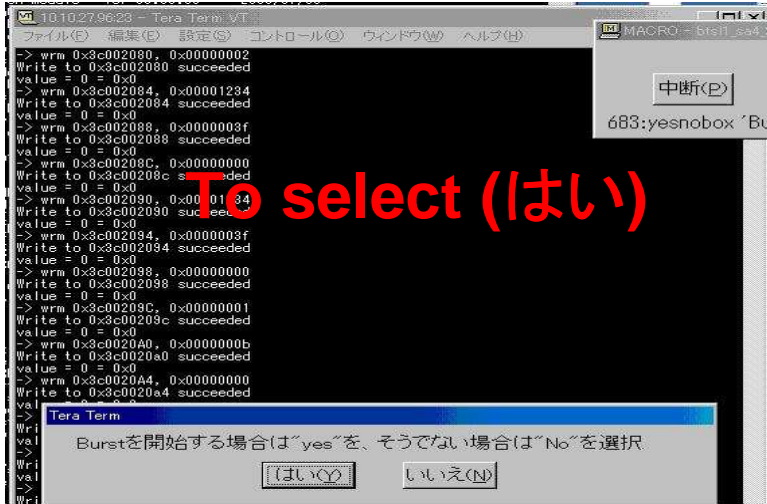 10.10.27.96:23 - Tera Term VT
ファイル(F) 編集(E) 設定(S) コントロール(O) ウィンドウ(W) ヘルプ(H)
MACRO - btsl1_sa4
中断(P)
683:yesnobox 'Bu
-> wrm 0x3c002080, 0x00000002
Write to 0x3c002080 succeeded
value = 0 = 0x0
-> wrm 0x3c002084, 0x00001234
Write to 0x3c002084 succeeded
value = 0 = 0x0
-> wrm 0x3c002088, 0x0000003f
Write to 0x3c002088 succeeded
value = 0 = 0x0
-> wrm 0x3c00208C, 0x00000000
Write to 0x3c00208c succeeded
value = 0 = 0x0
-> wrm 0x3c002090, 0x00001234
Write to 0x3c002090 succeeded
value = 0 = 0x0
-> wrm 0x3c002094, 0x0000003f
Write to 0x3c002094 succeeded
value = 0 = 0x0
-> wrm 0x3c002098, 0x00000000
Write to 0x3c002098 succeeded
value = 0 = 0x0
-> wrm 0x3c00209C, 0x00000001
Write to 0x3c00209c succeeded
value = 0 = 0x0
-> wrm 0x3c0020A0, 0x0000000b
Write to 0x3c0020a0 succeeded
value = 0 = 0x0
-> wrm 0x3c0020A4, 0x00000000
Write to 0x3c0020a4 succeeded
To select (はい)
Tera Term
Burstを開始する場合は"yes"を、そうでない場合は"No"を選択
はい(Y) いいえ(N)